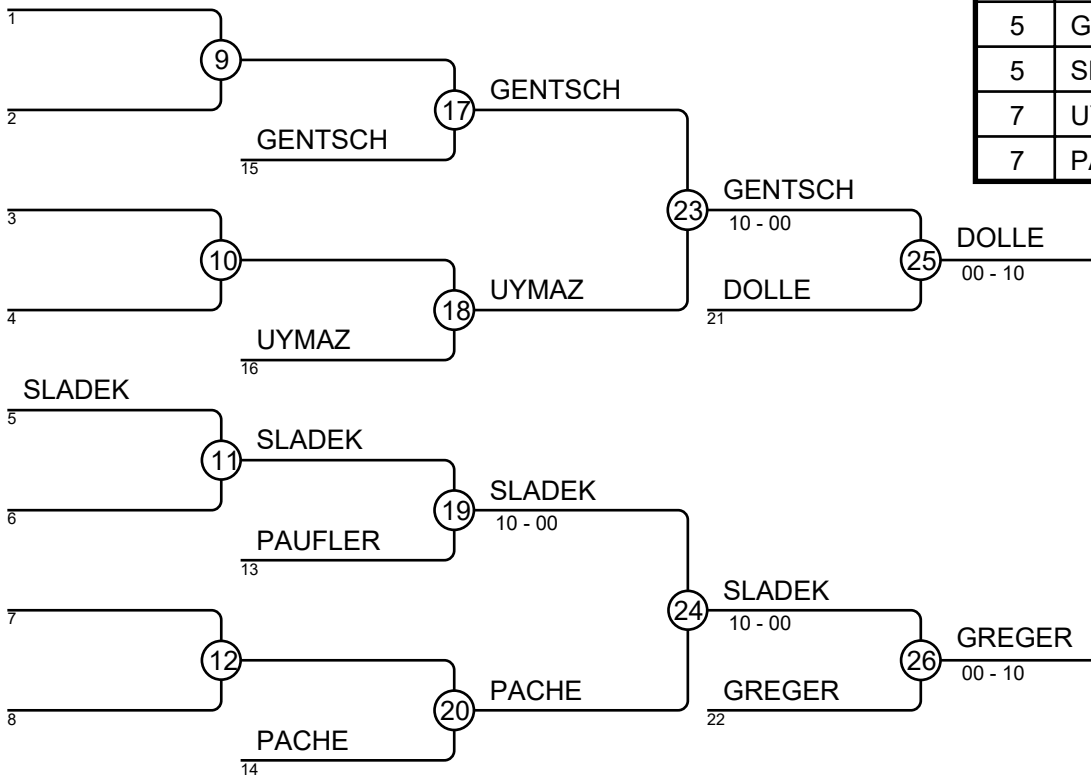 1
9
2
GENTSCH
15
17
GENTSCH
3
10
4
UYMAZ
16
18
UYMAZ
23
GENTSCH
10 - 00
DOLLE
21
25
DOLLE
00 - 10
SLADEK
5
11
6
SLADEK
PAUFLER
13
19
SLADEK
10 - 00
7
12
8
PACHE
14
20
PACHE
24
SLADEK
10 - 00
GREGER
22
26
GREGER
00 - 10
5
5
7
7